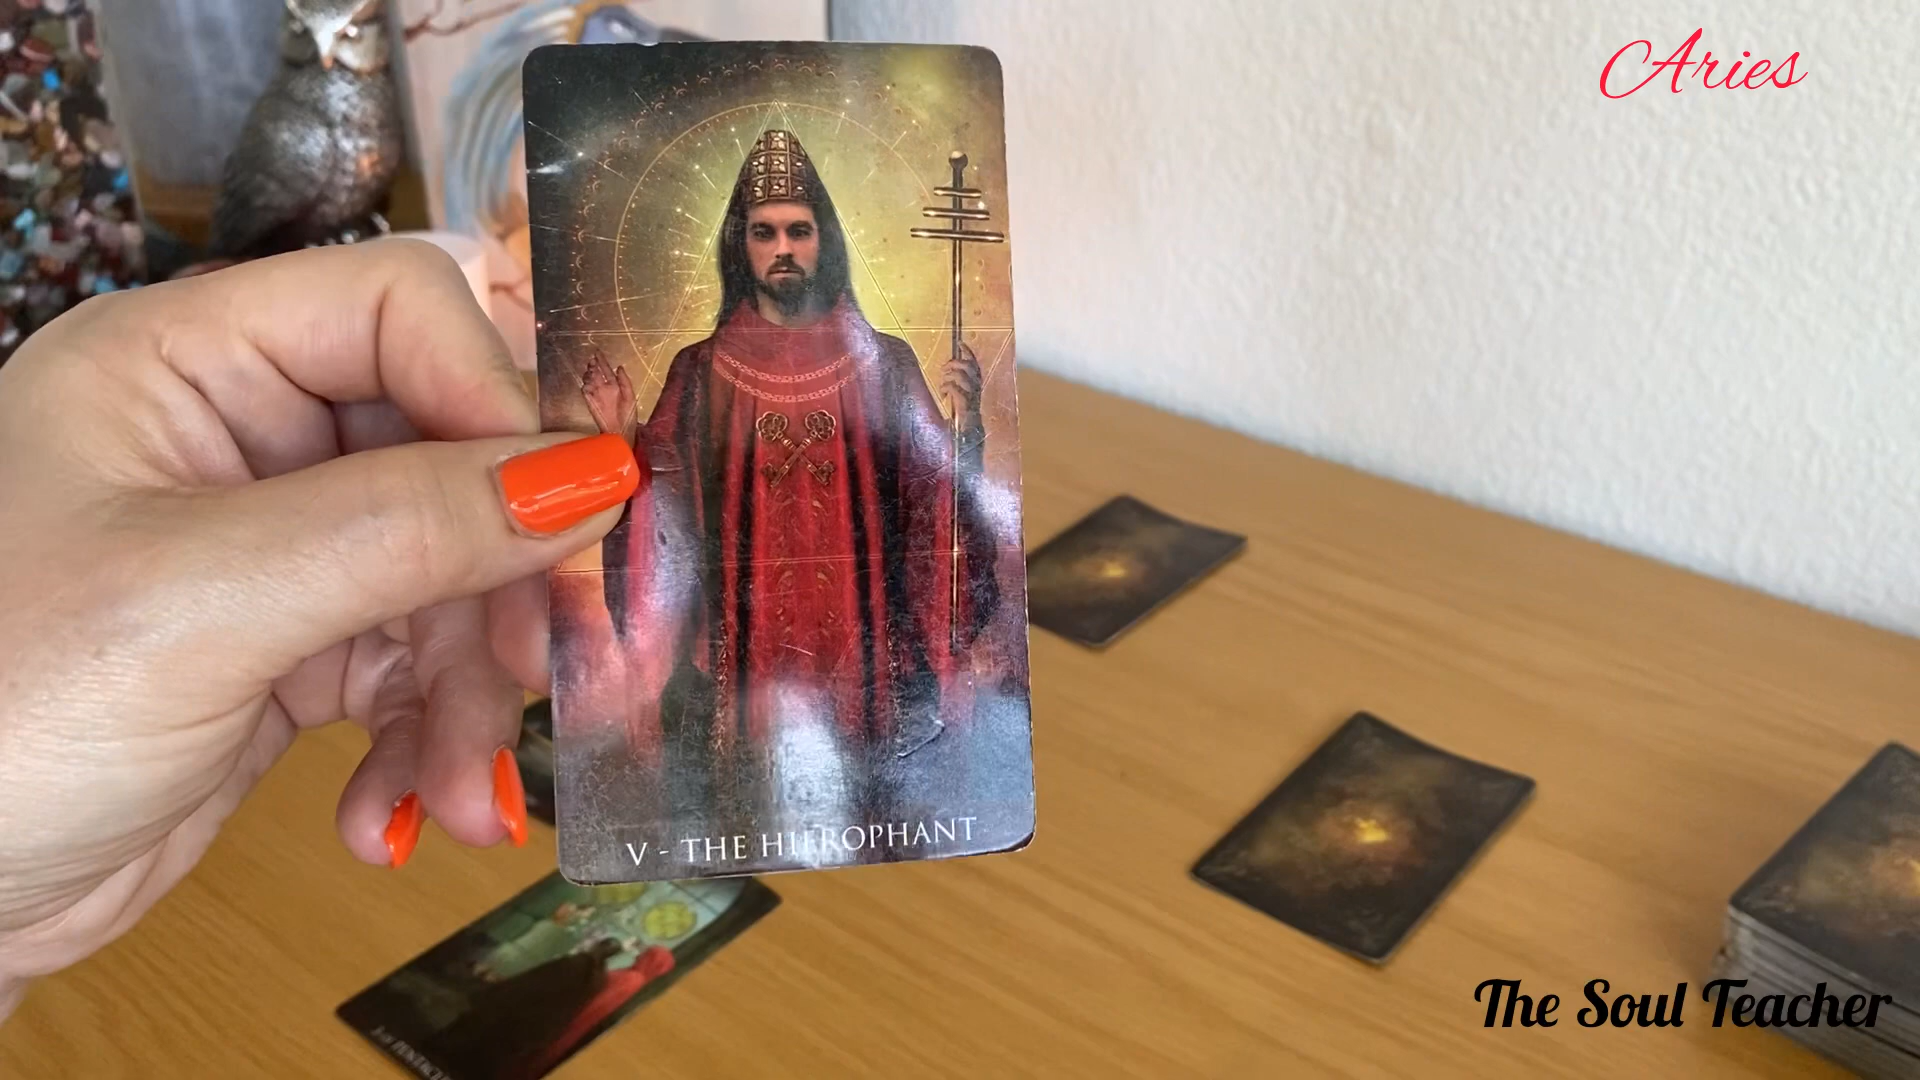 Aries
V - THE HIEROPHANT
The Soul Teacher